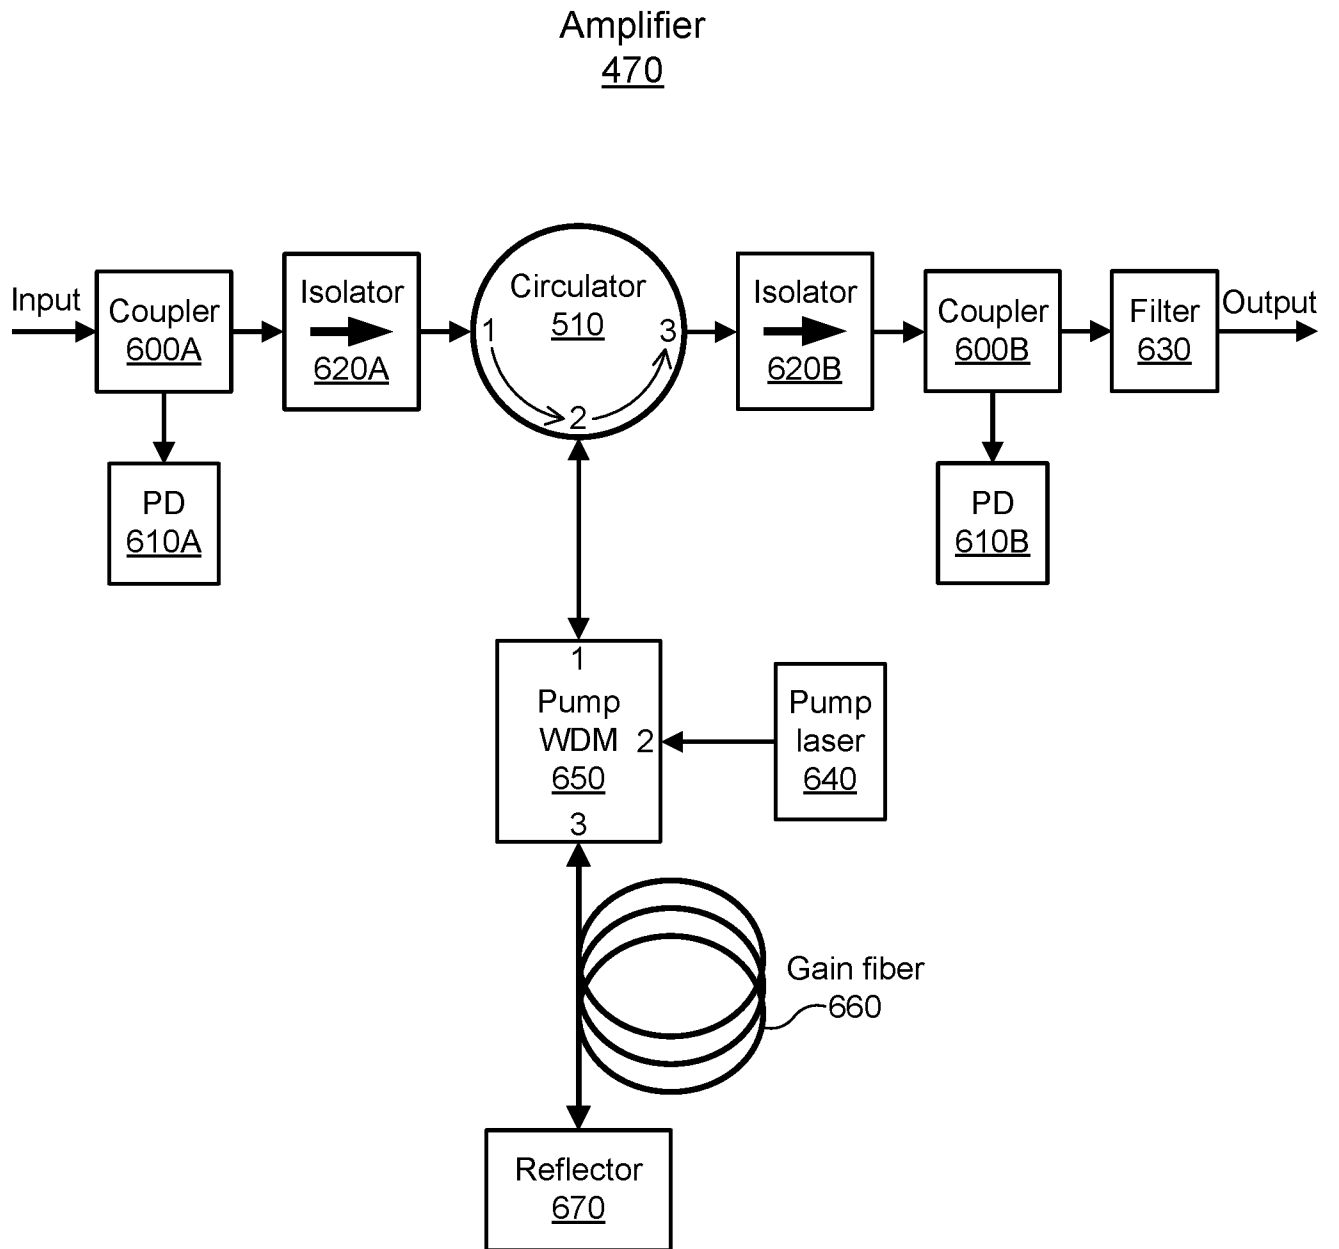 Amplifier
470
Input
Coupler
600A
Isolator
620A
Circulator
510
1
2
3
Isolator
620B
Coupler
600B
Filter
630
Output
PD
610A
PD
610B
1
Pump
WDM
650
2
3
Pump
laser
640
Gain fiber
660
Reflector
670